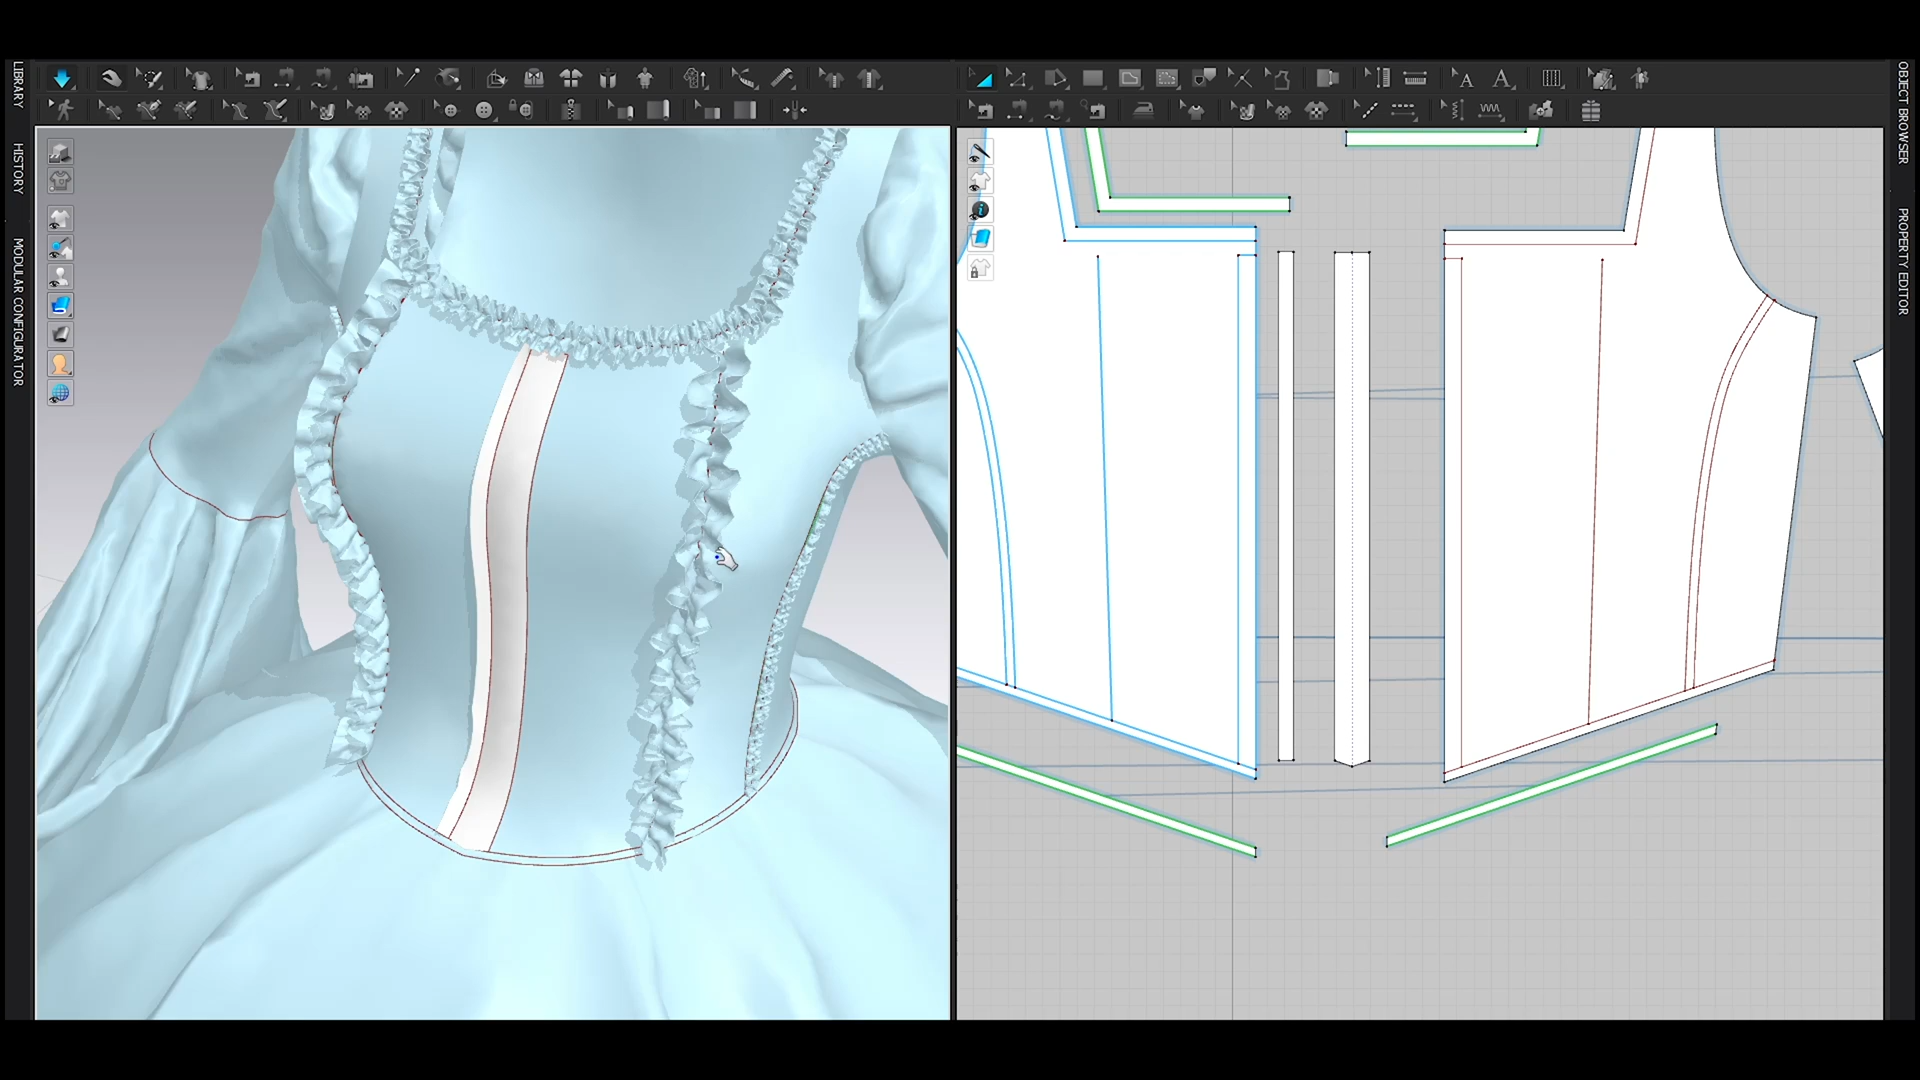 LIBRARY
HISTORY
MODULAR CONFIGURATOR
OBJECT BROWSER
PROPERTY EDITOR